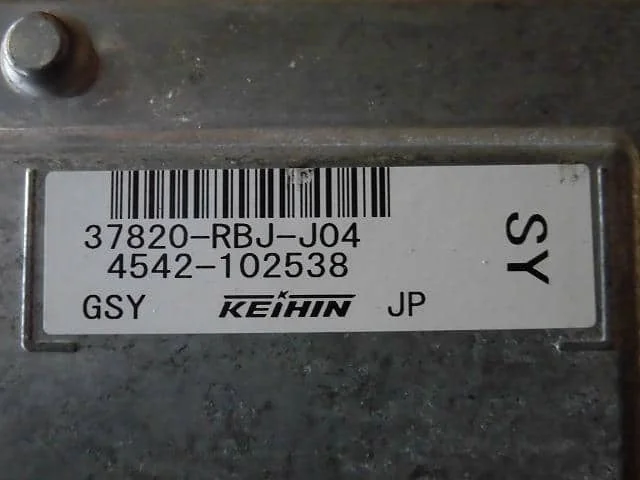 37820-RBJ-J04
4542-102538
GSY KEIHIN JP
SY